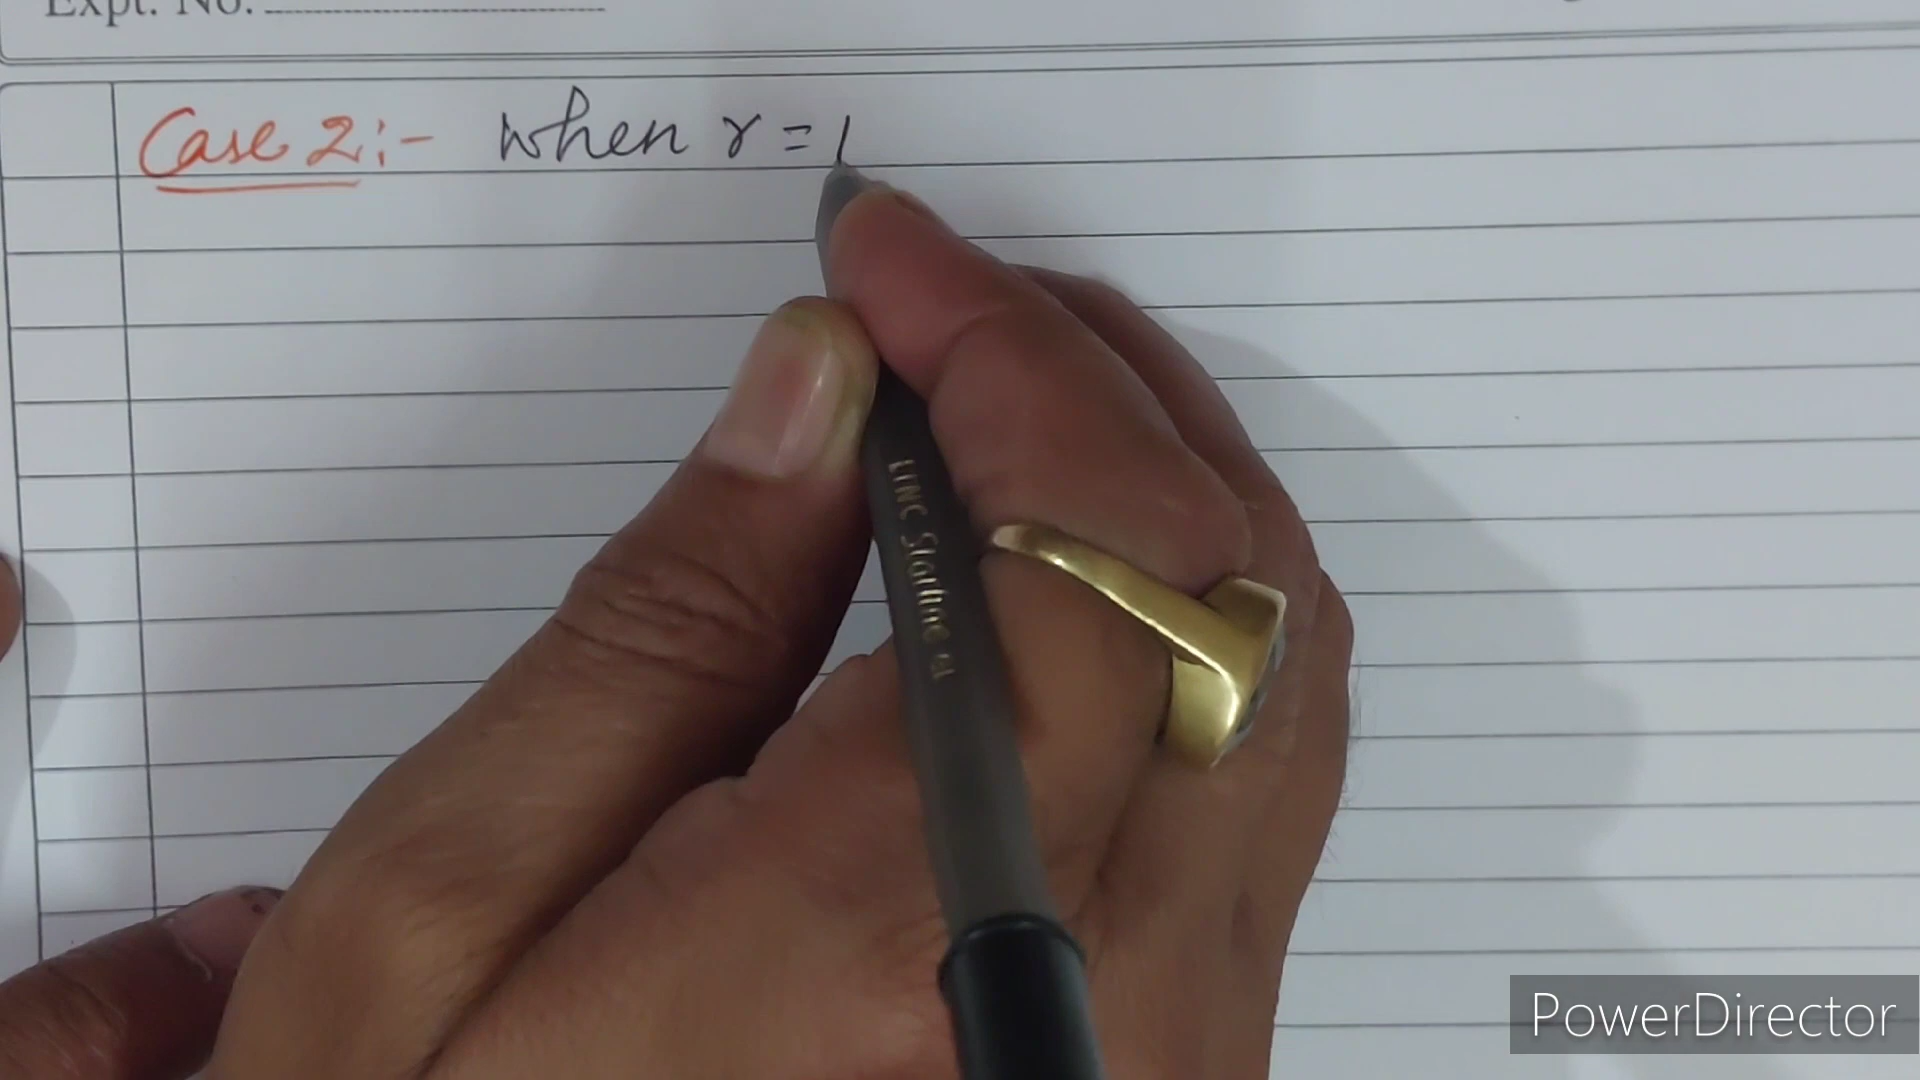 Expt. No.
Case 2:- when r = 1
LINC Starline
PowerDirector